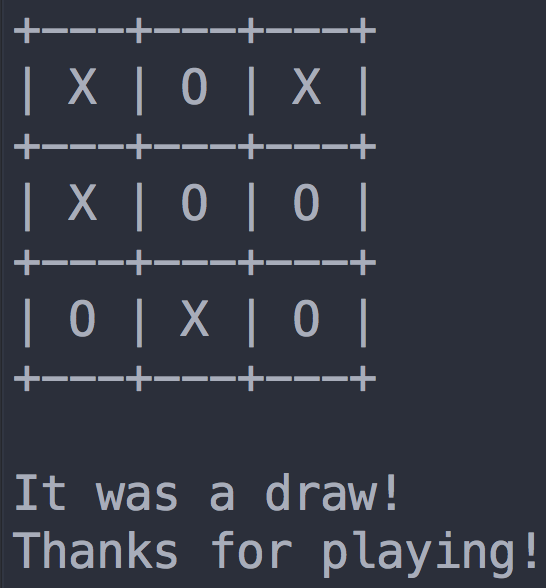 +---+---+---+
| X | O | X |
+---+---+---+
| X | O | O |
+---+---+---+
| O | X | O |
+---+---+---+
It was a draw!
Thanks for playing!